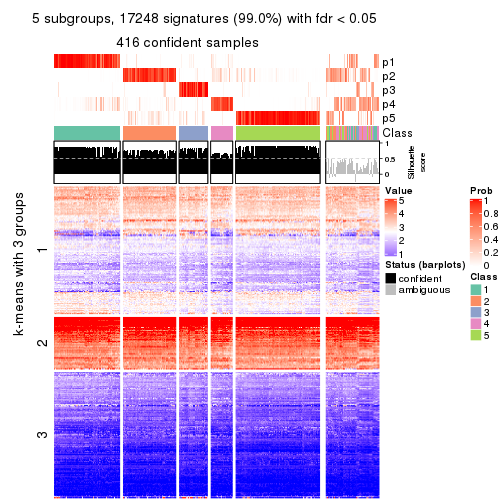 5 subgroups, 17248 signatures (99.0%) with fdr < 0.05
416 confident samples
p1
p2
p3
p4
p5
Class
1
0.5
0
Silhouette
score
k-means with 3 groups
1
2
3
Value
5
4
3
2
1
Status (barplots)
confident
ambiguous
Prob
1
0.8
0.6
0.4
0.2
0
Class
1
2
3
4
5